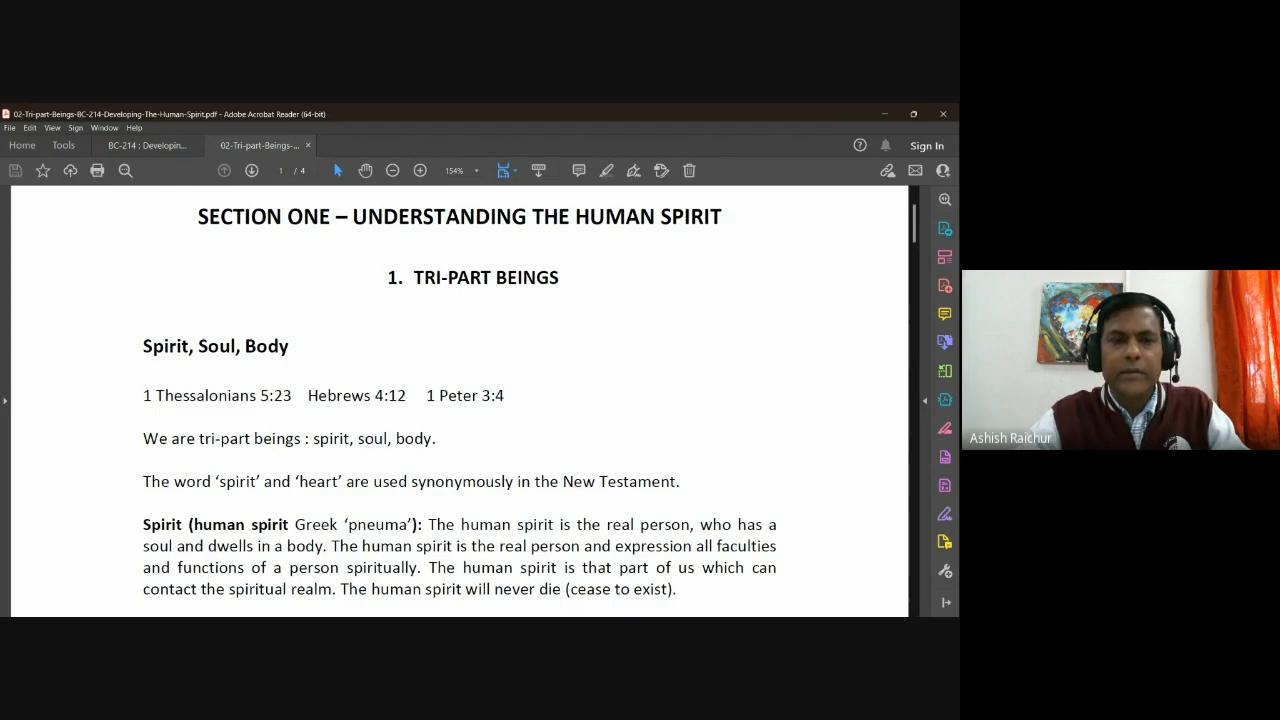 02-Tri-part-Beings-BC-214-Developing-The-Human-Spirit.pdf - Adobe Acrobat Reader (64-bit)
File Edit View Sign Window Help
Home Tools BC-214 : Developin... 02-Tri-part-Beings-... × Sign In
1 / 4 154%
SECTION ONE – UNDERSTANDING THE HUMAN SPIRIT
1. TRI-PART BEINGS
Spirit, Soul, Body
1 Thessalonians 5:23 Hebrews 4:12 1 Peter 3:4
We are tri-part beings : spirit, soul, body.
The word ‘spirit’ and ‘heart’ are used synonymously in the New Testament.
Spirit (human spirit Greek ‘pneuma’): The human spirit is the real person, who has a
soul and dwells in a body. The human spirit is the real person and expression all faculties
and functions of a person spiritually. The human spirit is that part of us which can
contact the spiritual realm. The human spirit will never die (cease to exist).
Ashish Raichur